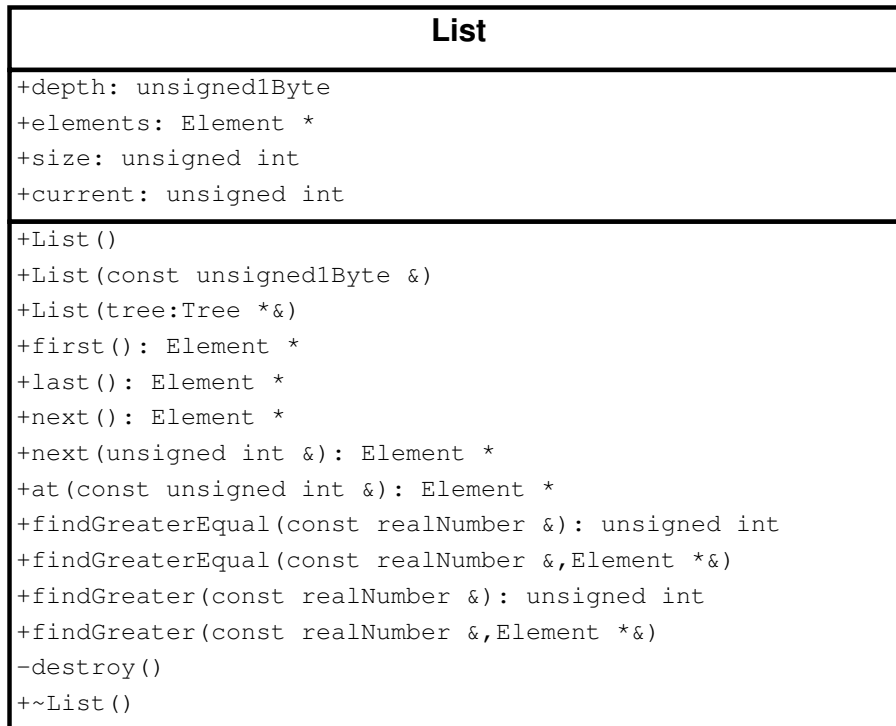 List
+depth: unsigned1Byte
+elements: Element *
+size: unsigned int
+current: unsigned int
+List()
+List(const unsigned1Byte &)
+List(tree:Tree *&)
+first(): Element *
+last(): Element *
+next(): Element *
+next(unsigned int &): Element *
+at(const unsigned int &): Element *
+findGreaterEqual(const realNumber &): unsigned int
+findGreaterEqual(const realNumber &,Element *&)
+findGreater(const realNumber &): unsigned int
+findGreater(const realNumber &,Element *&)
-destroy()
+~List()